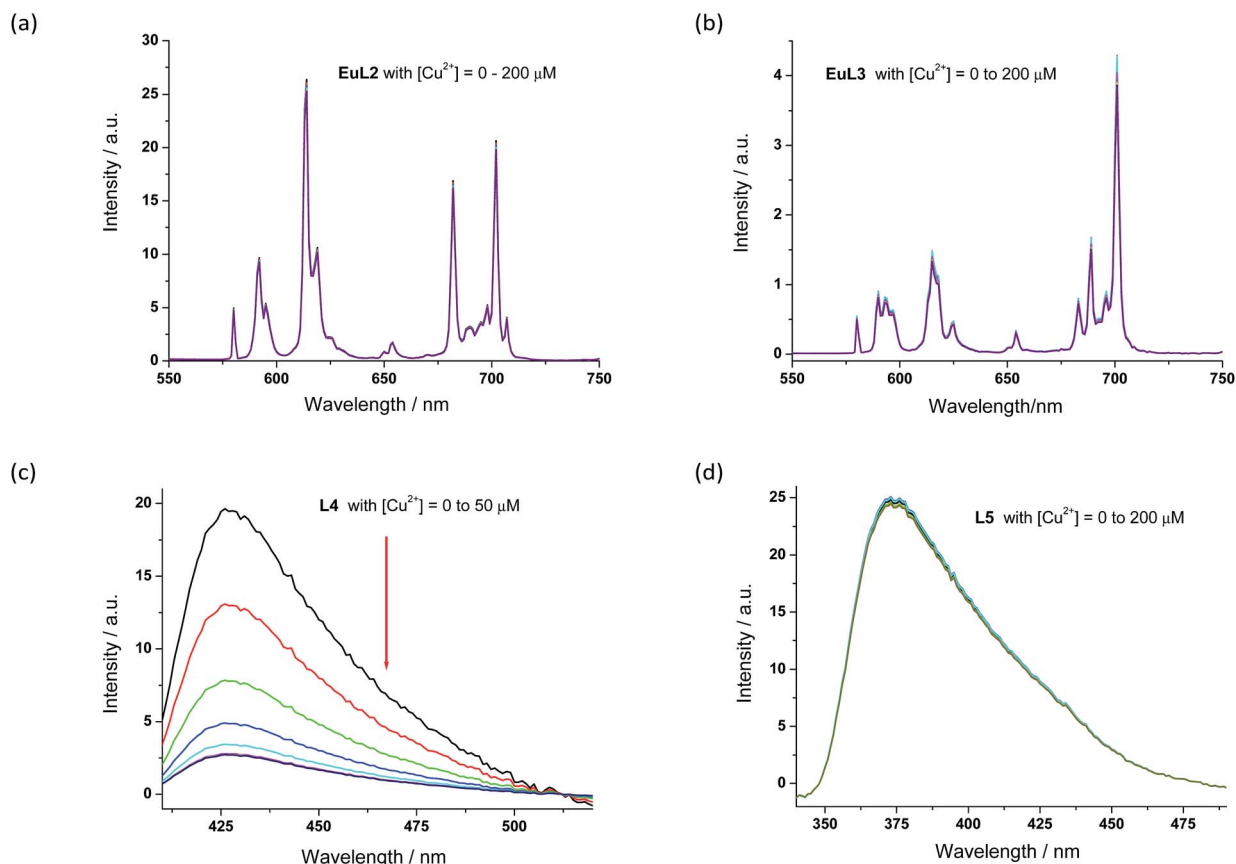 (a)
30
25
20
15
10
5
0
550
600
650
700
750
Intensity / a.u.
Wavelength / nm
EuL2 with [Cu²⁺] = 0 - 200 μM
(b)
4
3
2
1
0
550
600
650
700
750
Intensity / a.u.
Wavelength/nm
EuL3 with [Cu²⁺] = 0 to 200 μM
(c)
20
15
10
5
0
425
450
475
500
Intensity / a.u.
Wavelength / nm
L4 with [Cu²⁺] = 0 to 50 μM
(d)
25
20
15
10
5
0
350
375
400
425
450
475
Intensity / a.u.
Wavelength / nm
L5 with [Cu²⁺] = 0 to 200 μM